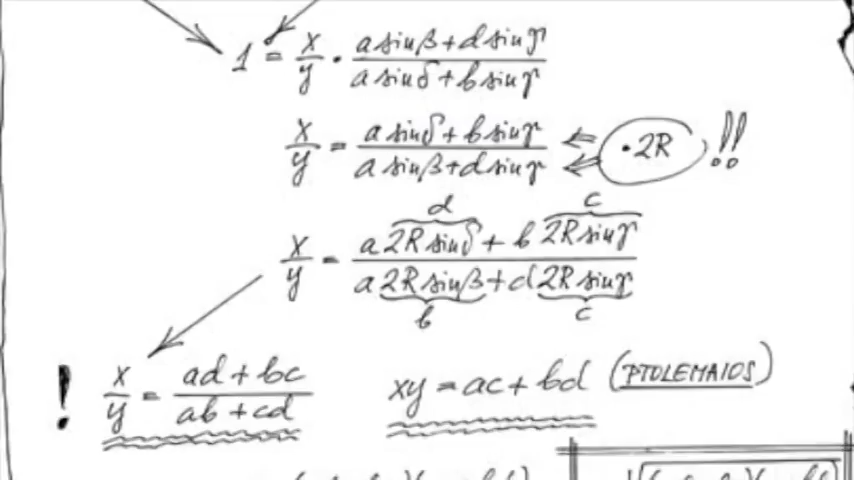 1 = x/y · (a sinβ + d sinγ)/(a sinδ + b sinγ)
x/y = (a sinδ + b sinγ)/(a sinβ + d sinγ) ⇐ ·2R !!
d c
x/y = (a 2R sinδ + b 2R sinγ)/(a 2R sinβ + d 2R sinγ)
b c
! x/y = (ad + bc)/(ab + cd) xy = ac + bd (PTOLEMAIOS)